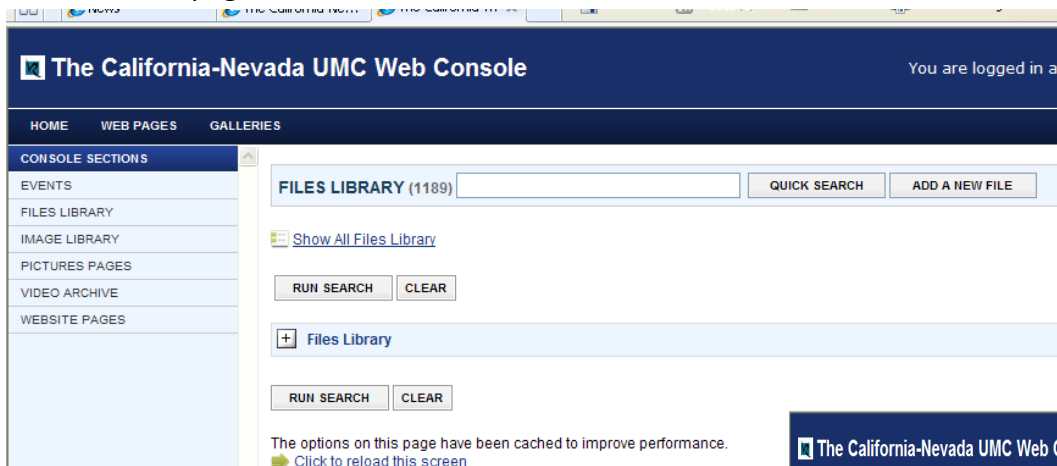 News
The California-Nevada UMC Web Console
You are logged in a
HOME WEB PAGES GALLERIES
CONSOLE SECTIONS
EVENTS
FILES LIBRARY
IMAGE LIBRARY
PICTURES PAGES
VIDEO ARCHIVE
WEBSITE PAGES
FILES LIBRARY (1189)
QUICK SEARCH
ADD A NEW FILE
Show All Files Library
RUN SEARCH CLEAR
Files Library
RUN SEARCH CLEAR
The options on this page have been cached to improve performance.
Click to reload this screen
The California-Nevada UMC Web